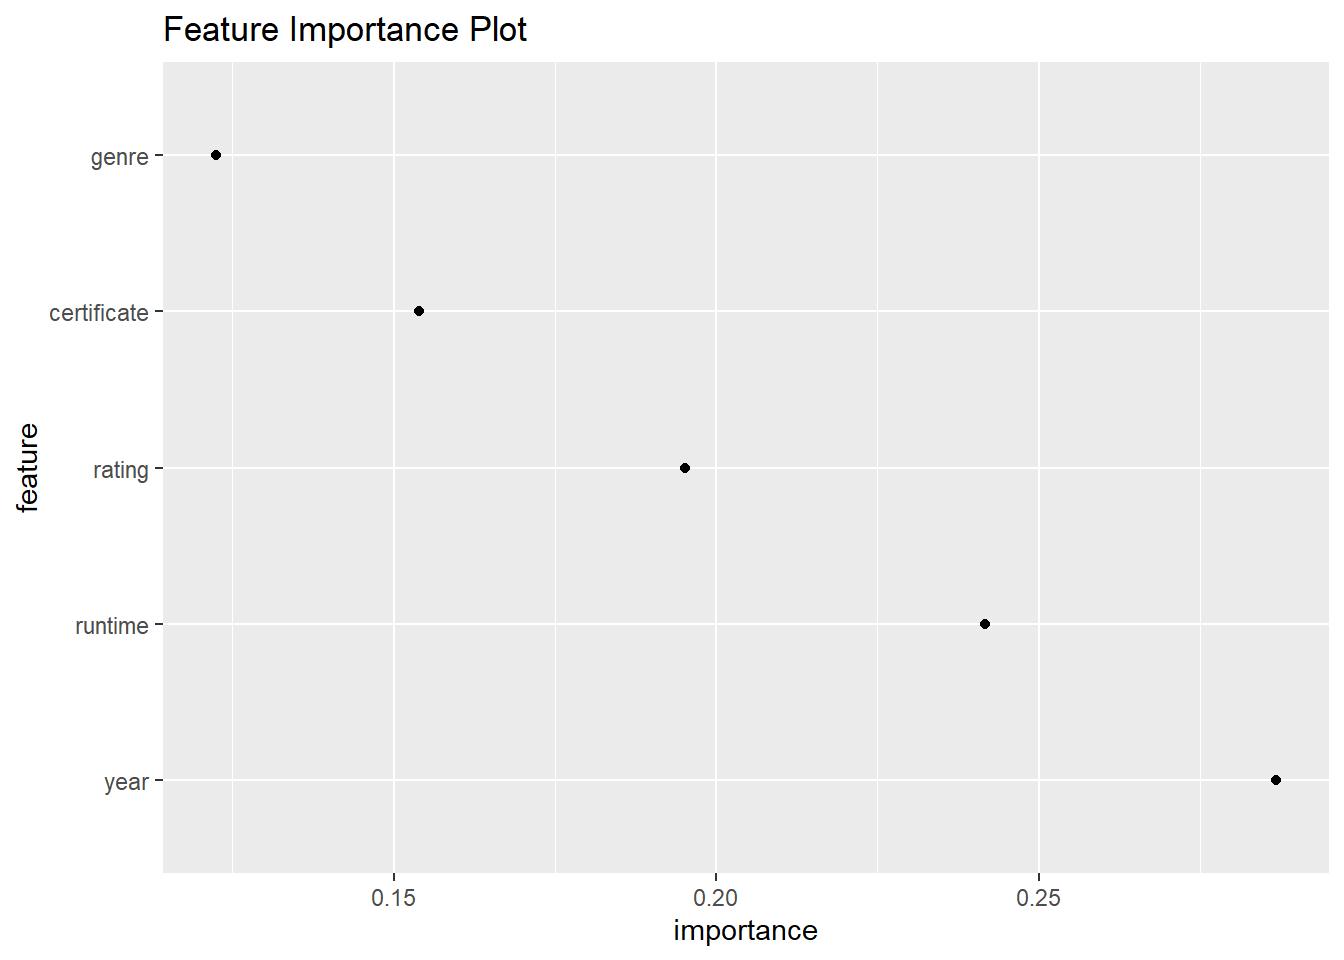 Feature Importance Plot
feature
genre
certificate
rating
runtime
year
0.15
0.20
0.25
importance